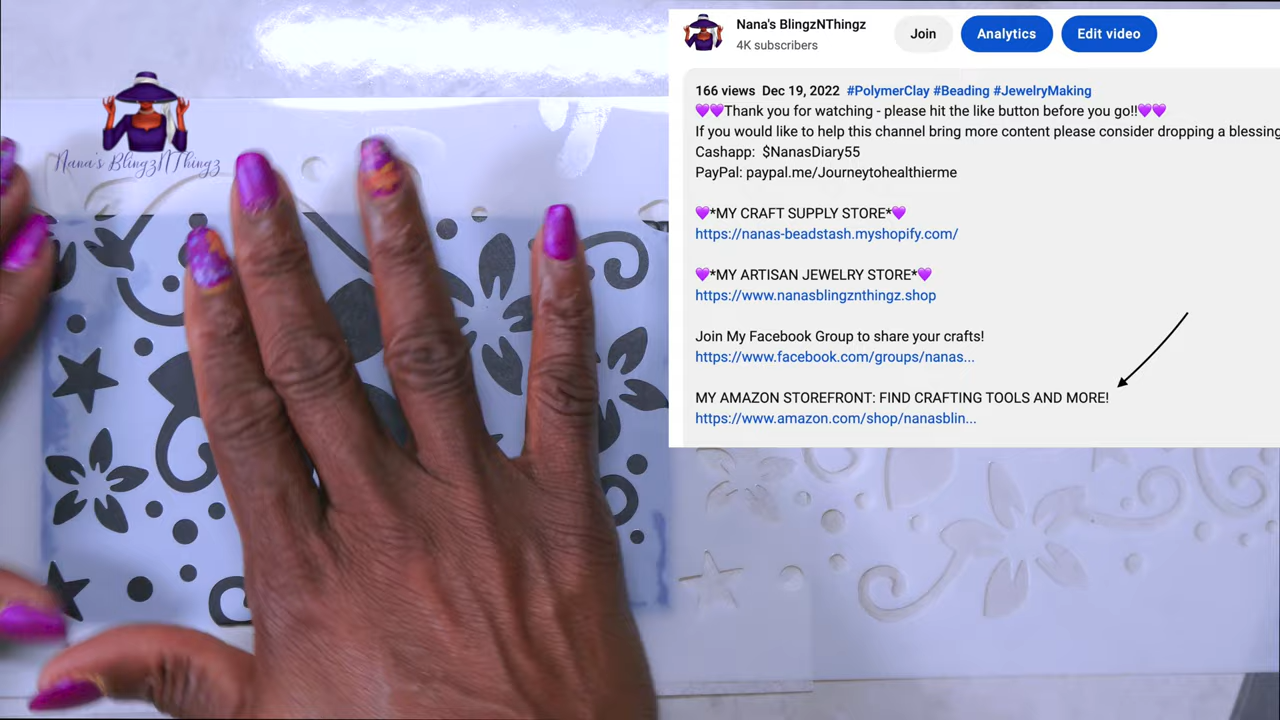 Nana's BlingzNThingz
Nana's BlingzNThingz
4K subscribers
Join
Analytics
Edit video
166 views Dec 19, 2022 #PolymerClay #Beading #JewelryMaking
💜💜Thank you for watching - please hit the like button before you go!!💜💜
If you would like to help this channel bring more content please consider dropping a blessing
Cashapp: $NanasDiary55
PayPal: paypal.me/Journeytohealthierme
💜*MY CRAFT SUPPLY STORE*💜
https://nanas-beadstash.myshopify.com/
💜*MY ARTISAN JEWELRY STORE*💜
https://www.nanasblingznthingz.shop
Join My Facebook Group to share your crafts!
https://www.facebook.com/groups/nanas...
MY AMAZON STOREFRONT: FIND CRAFTING TOOLS AND MORE!
https://www.amazon.com/shop/nanasblin...